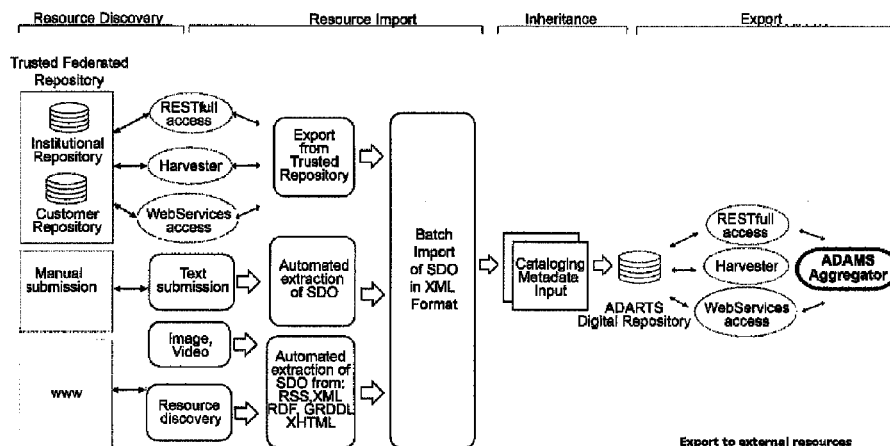 Resource Discovery
Resource Import
Inheritance
Export
Trusted Federated
Repository
Institutional
Repository
Customer
Repository
RESTfull
access
Harvester
WebServices
access
Export
from
Trusted
Repository
Manual
submission
Text
submission
Automated
extraction
of SDO
Image,
Video
www
Resource
discovery
Automated
extraction of
SDO from:
RSS,XML
RDF, GRDDL
XHTML
Batch
Import
of SDO
in XML
Format
Cataloging
Metadata
Input
ADARTS
Digital Repository
RESTfull
access
Harvester
WebServices
access
ADAMS
Aggregator
Export to external resources